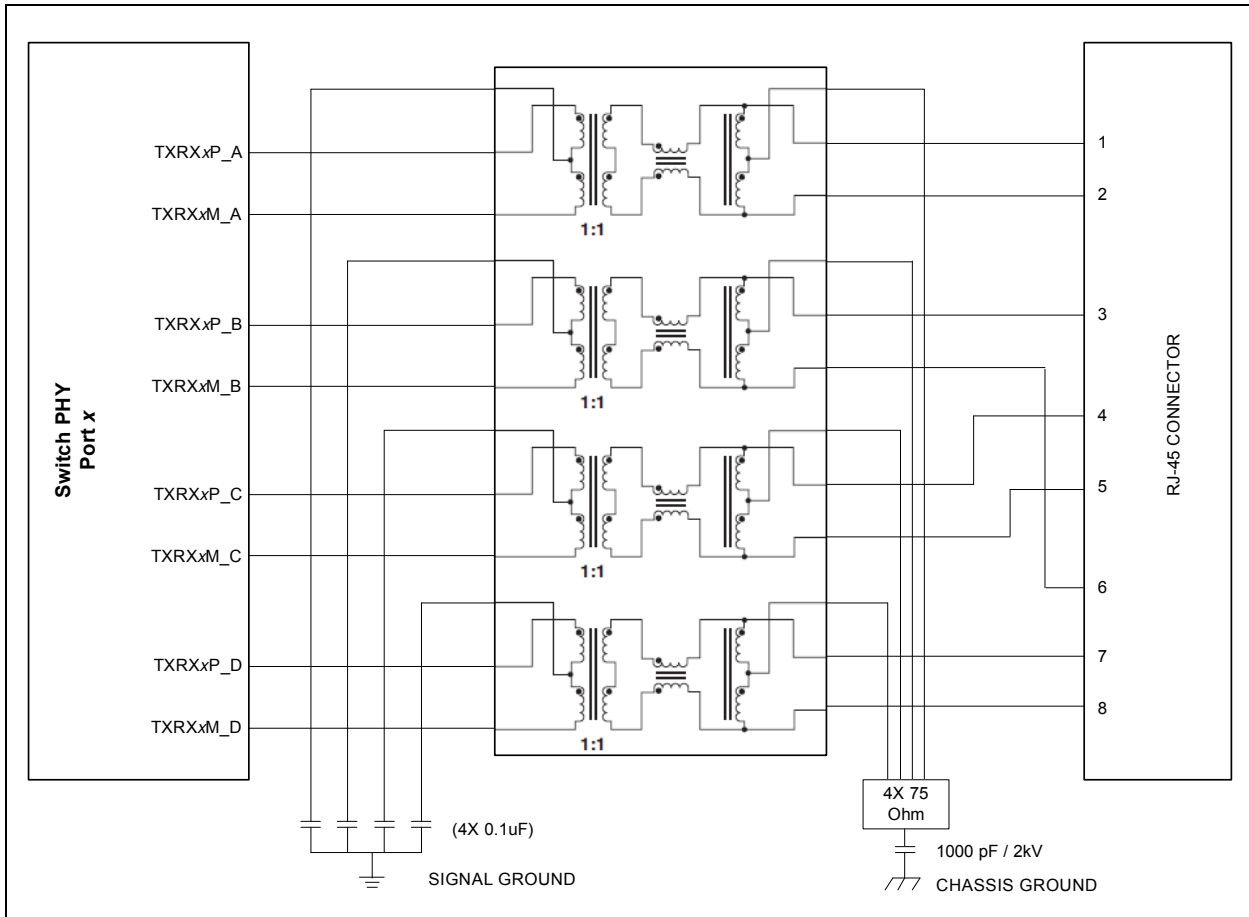 Switch PHY
Port x
TXRXxP_A
TXRXxM_A
1:1
TXRXxP_B
TXRXxM_B
1:1
TXRXxP_C
TXRXxM_C
1:1
TXRXxP_D
TXRXxM_D
1:1
1
2
3
4
5
6
7
8
RJ-45 CONNECTOR
(4X 0.1uF)
SIGNAL GROUND
4X 75
Ohm
1000 pF / 2kV
CHASSIS GROUND